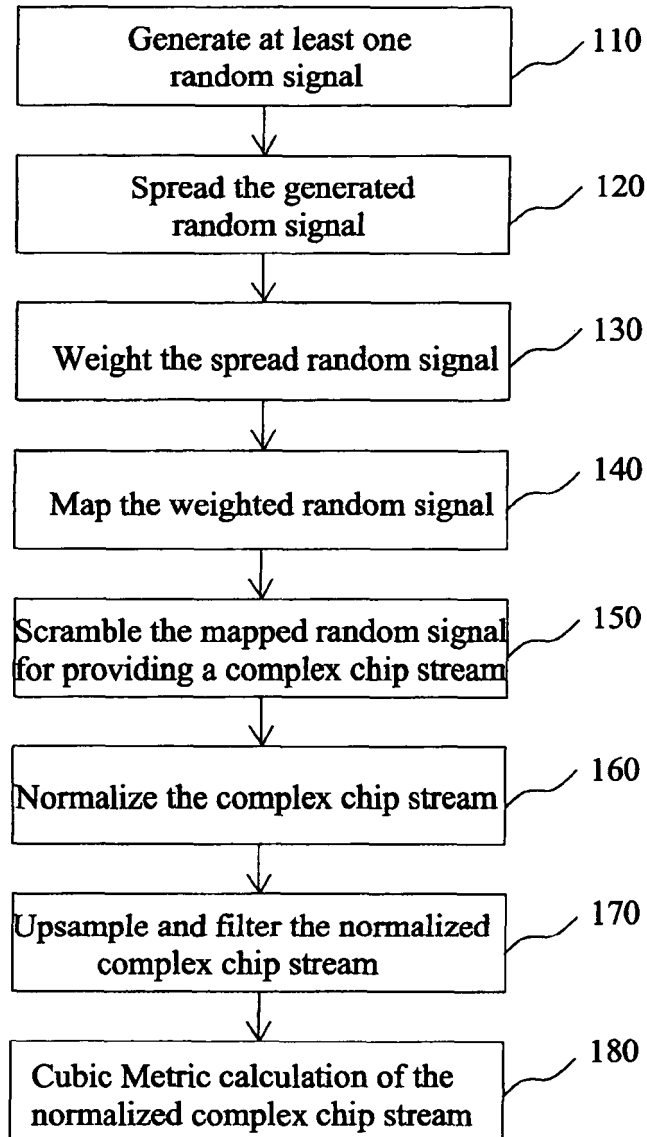 Generate at least one
random signal
110
Spread the generated
random signal
120
Weight the spread random signal
130
Map the weighted random signal
140
Scramble the mapped random signal
for providing a complex chip stream
150
Normalize the complex chip stream
160
Upsample and filter the normalized
complex chip stream
170
Cubic Metric calculation of the
normalized complex chip stream
180